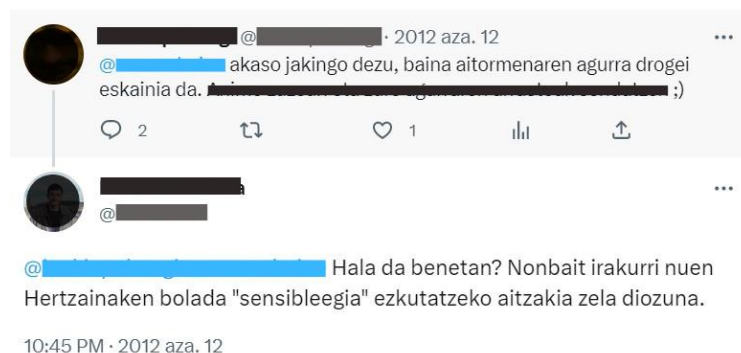 @ · 2012 aza. 12
@ akaso jakingo dezu, baina aitormenaren agurra drogei
eskainia da. ;)
2 1
@
@ Hala da benetan? Nonbait irakurri nuen
Hertzainaken bolada "sensibleegia" ezkutatzeko aitzakia zela diozuna.
10:45 PM · 2012 aza. 12